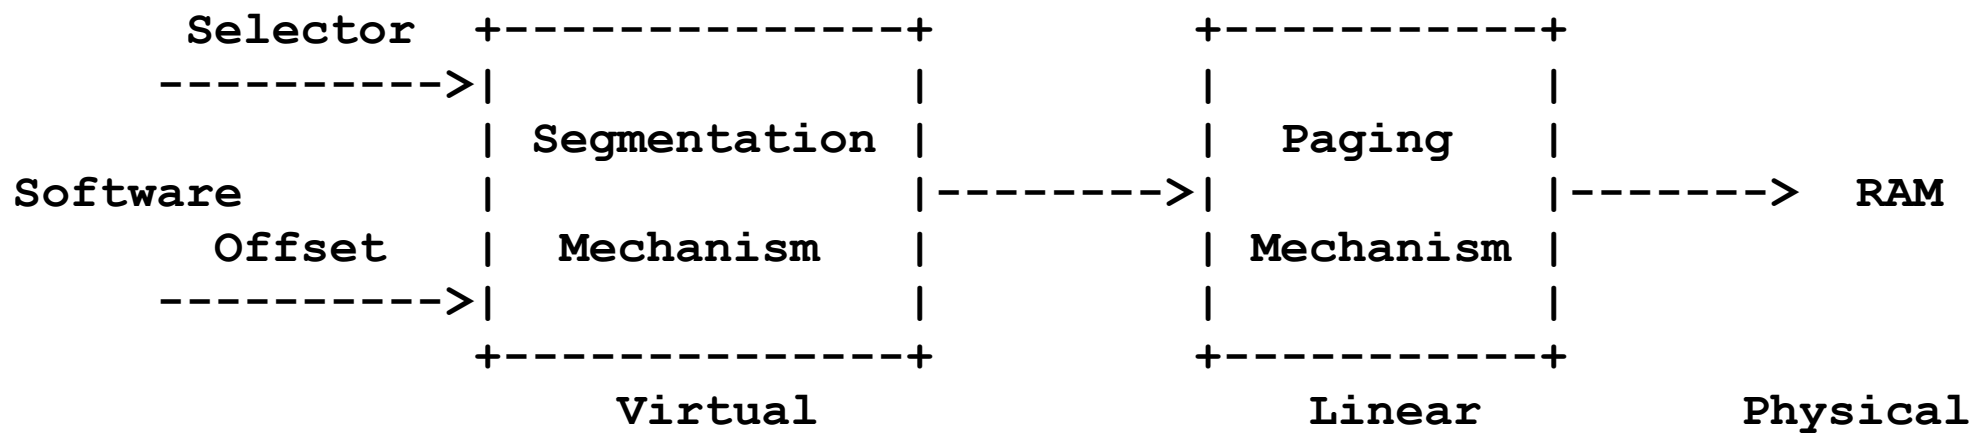 Selector  +---------------+         +-----------+
          ---------->|               |         |           |
                     |  Segmentation |         |  Paging   |
Software             |               |-------->|           |------->  RAM
            Offset   |   Mechanism   |         | Mechanism |
          ---------->|               |         |           |
                     +---------------+         +-----------+
                          Virtual                 Linear        Physical